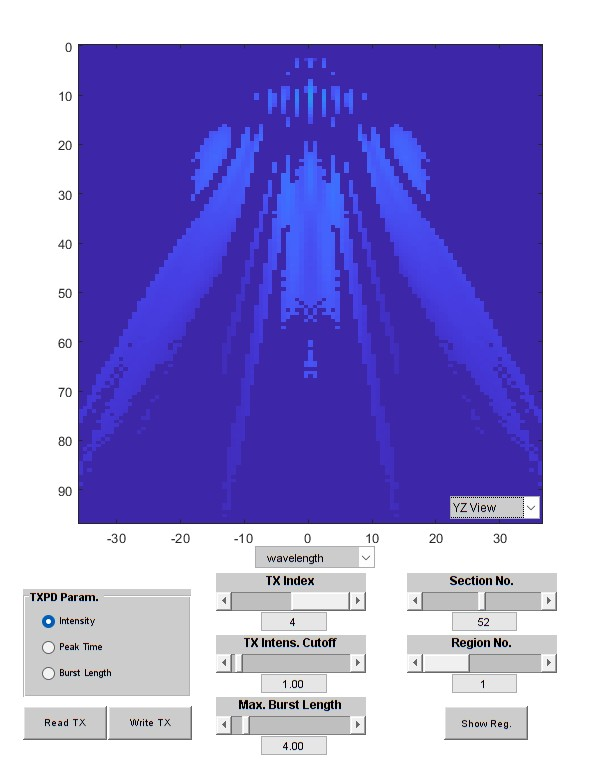 0
10
20
30
40
50
60
70
80
90
YZ View
-30 -20 -10 0 10 20 30
wavelength
TX Index Section No.
4 52
TXPD Param.
Intensity
Peak Time
Burst Length
TX Intens. Cutoff Region No.
1.00 1
Max. Burst Length
Read TX Write TX Show Reg.
4.00